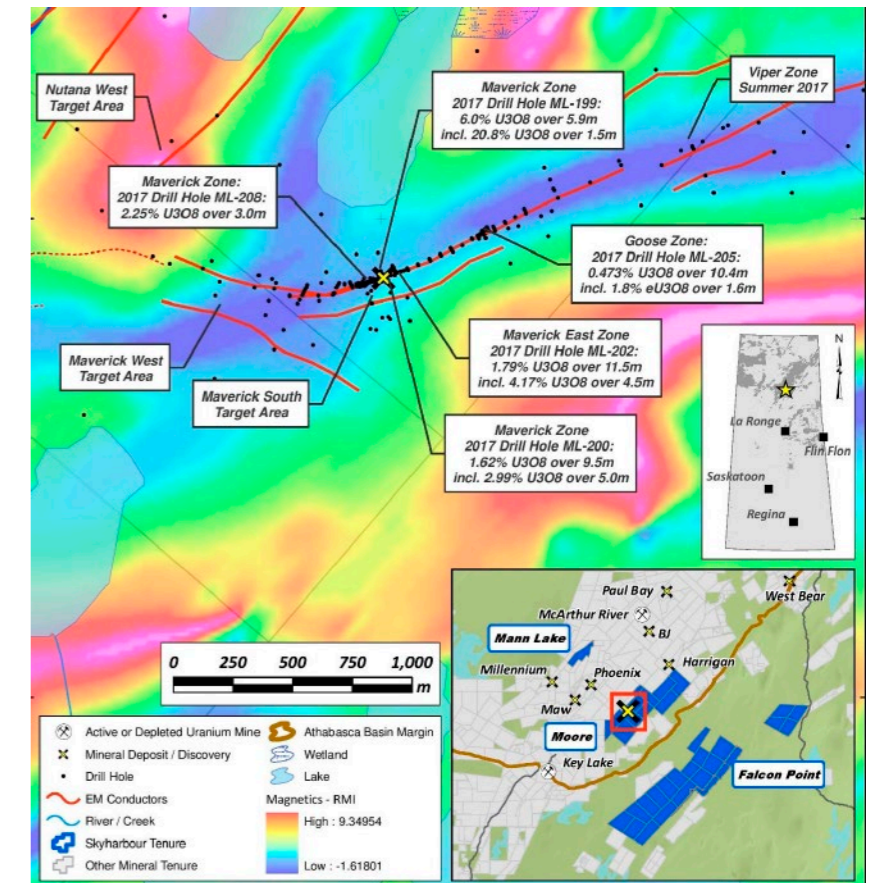 Nutana West
Target Area
Maverick Zone
2017 Drill Hole ML-199:
6.0% U3O8 over 5.9m
incl. 20.8% U3O8 over 1.5m
Viper Zone
Summer 2017
Maverick Zone:
2017 Drill Hole ML-208:
2.25% U3O8 over 3.0m
Goose Zone:
2017 Drill Hole ML-205:
0.473% U3O8 over 10.4m
incl. 1.8% eU3O8 over 1.6m
Maverick East Zone
2017 Drill Hole ML-202:
1.79% U3O8 over 11.5m
incl. 4.17% U3O8 over 4.5m
Maverick West
Target Area
Maverick South
Target Area
Maverick Zone
2017 Drill Hole ML-200:
1.62% U3O8 over 9.5m
incl. 2.99% U3O8 over 5.0m
N
La Ronge
Flin Flon
Saskatoon
Regina
0 250 500 750 1,000
m
Active or Depleted Uranium Mine
Mineral Deposit / Discovery
Drill Hole
EM Conductors
River / Creek
Skyharbour Tenure
Other Mineral Tenure
Athabasca Basin Margin
Wetland
Lake
Magnetics - RMI
High : 9.34954
Low : -1.61801
Paul Bay
West Bear
McArthur River
BJ
Mann Lake
Harrigan
Millennium
Phoenix
Maw
Moore
Key Lake
Falcon Point